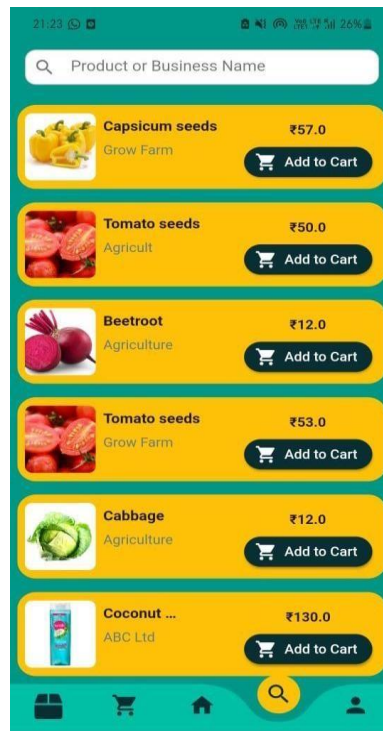 21:23
26%
Product or Business Name
Capsicum seeds
₹57.0
Grow Farm
Add to Cart
Tomato seeds
₹50.0
Agricult
Add to Cart
Beetroot
₹12.0
Agriculture
Add to Cart
Tomato seeds
₹53.0
Grow Farm
Add to Cart
Cabbage
₹12.0
Agriculture
Add to Cart
Coconut ...
₹130.0
ABC Ltd
Add to Cart